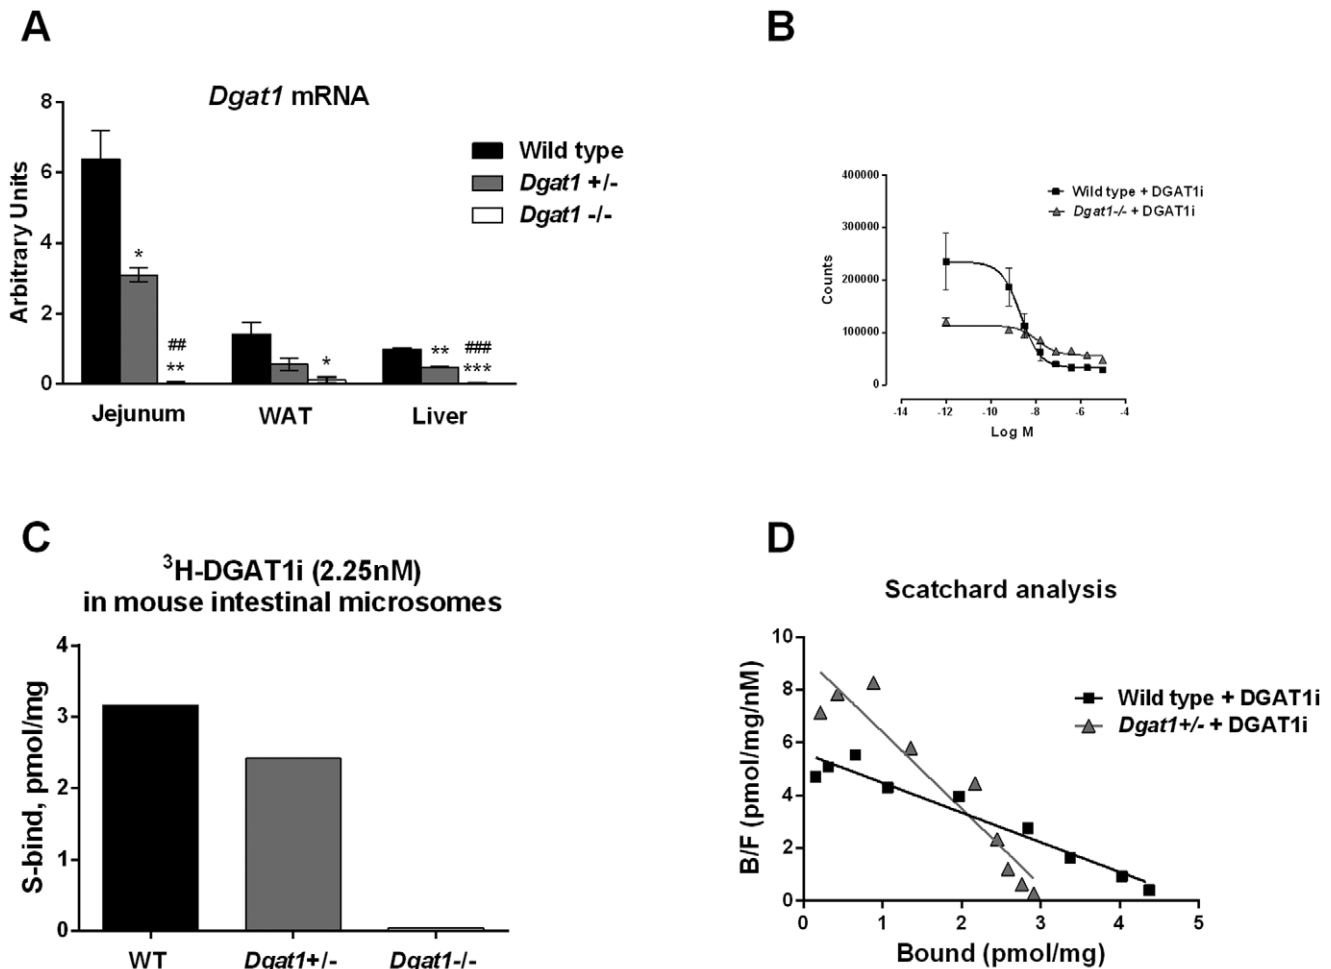 A
Dgat1 mRNA
Arbitrary Units
8
6
4
2
0
Wild type
Dgat1 +/-
Dgat1 -/-
*
##
**
*
**
###
***
Jejunum WAT Liver
B
Counts
400000
300000
200000
100000
0
Wild type + DGAT1i
Dgat1-/- + DGAT1i
-14 -12 -10 -8 -6 -4
Log M
C
³H-DGAT1i (2.25nM)
in mouse intestinal microsomes
S-bind, pmol/mg
4
3
2
1
0
WT Dgat1+/- Dgat1-/-
D
Scatchard analysis
B/F (pmol/mg/nM)
10
8
6
4
2
0
Wild type + DGAT1i
Dgat1+/- + DGAT1i
0 1 2 3 4 5
Bound (pmol/mg)